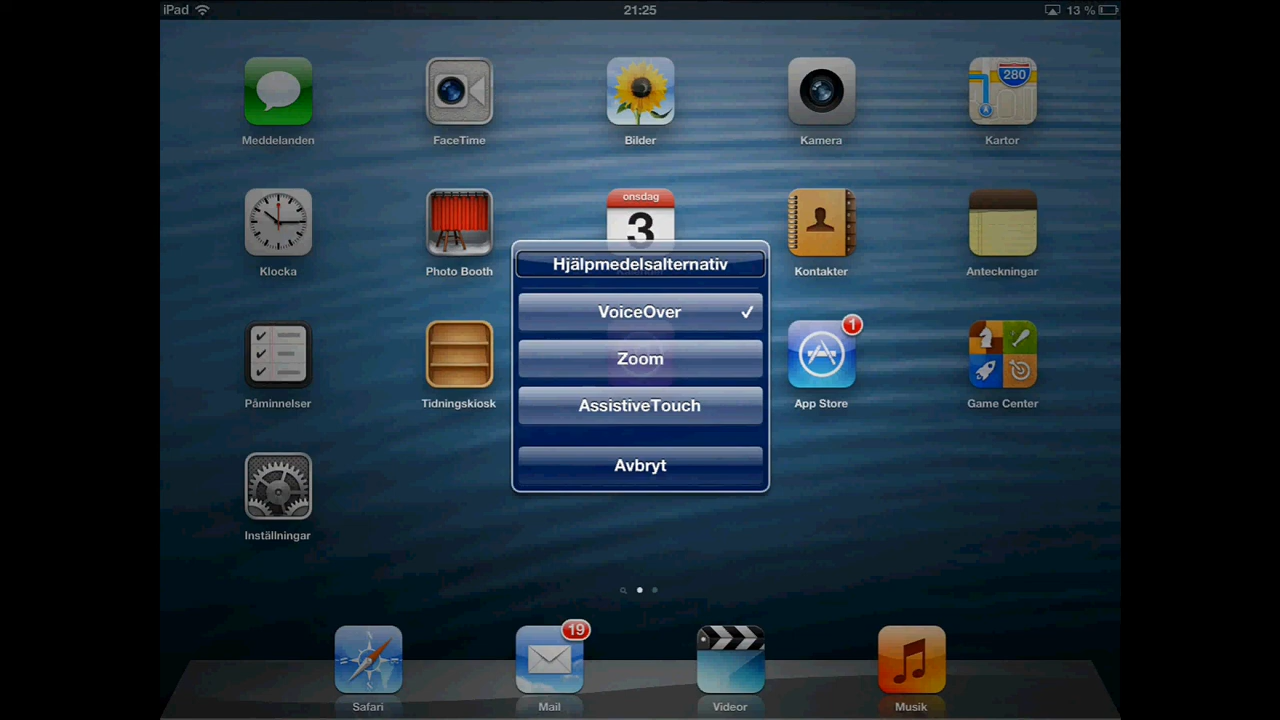 iPad 21:25 13 %
Meddelanden FaceTime Bilder Kamera Kartor
280
onsdag
3
Klocka Photo Booth Kontakter Anteckningar
Hjälpmedelsalternativ
VoiceOver
Zoom
AssistiveTouch
Avbryt
1
Påminnelser Tidningskiosk App Store Game Center
Inställningar
19
Safari Mail Videor Musik